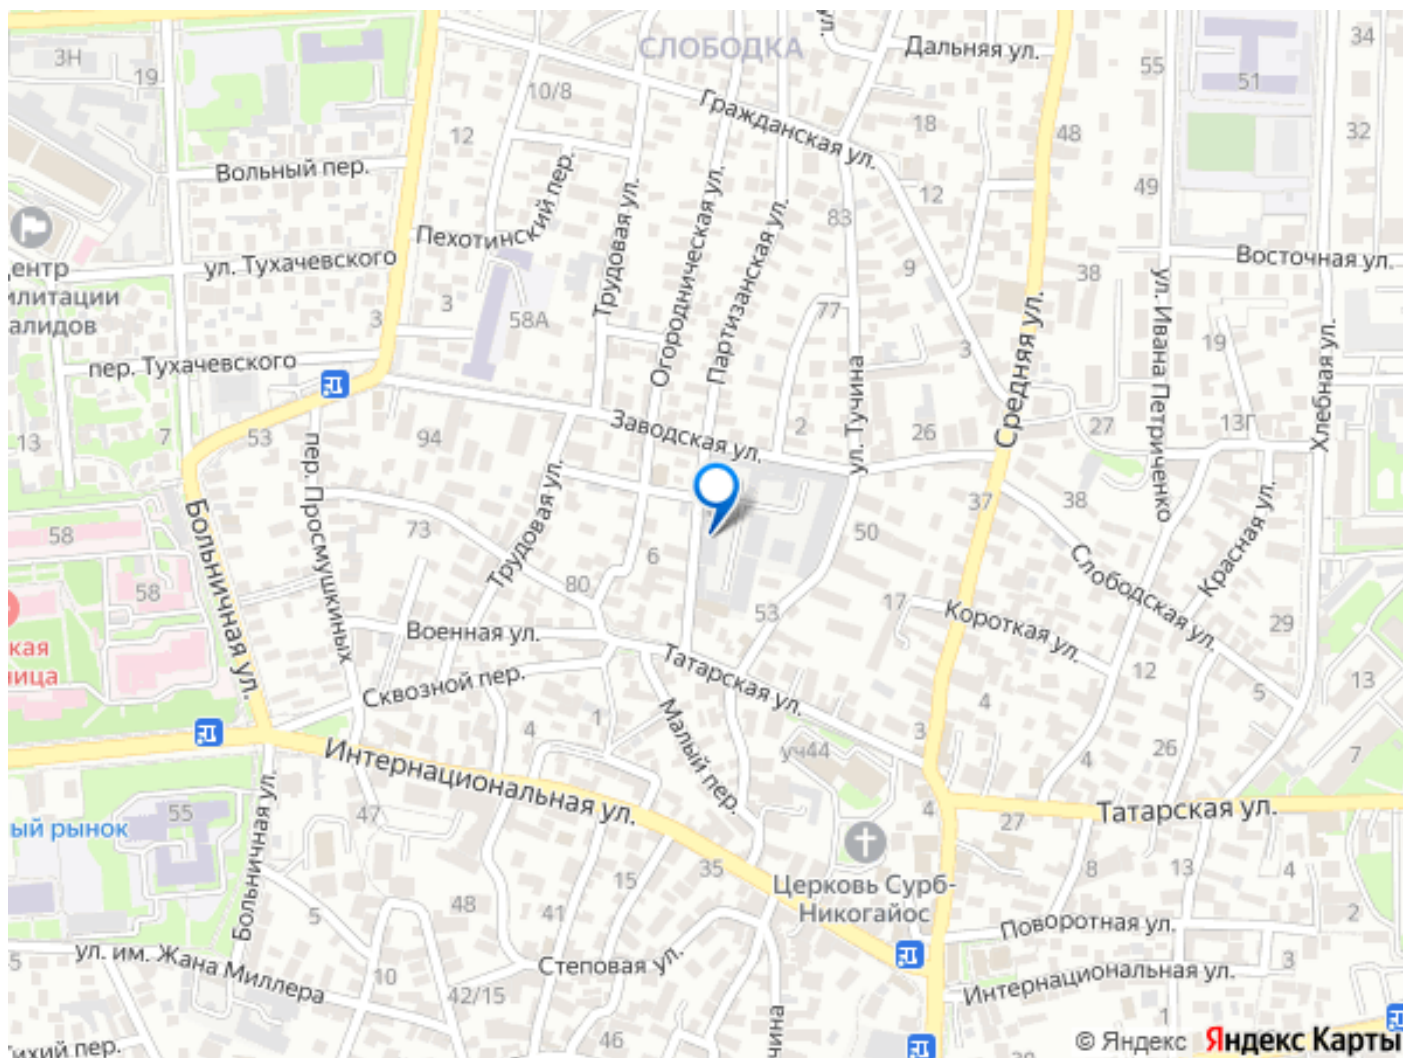 СЛОБОДКА
ул.
Дальняя ул.
34
3Н
19
10/8
55
51
Гражданская ул.
18
12
48
32
Вольный пер.
Пехотинский пер.
Трудовая ул.
Огородническая ул.
Партизанская ул.
83
12
49
ул. Тухачевского
9
38
Восточная ул.
ентр
илитации
алидов
3
3
58А
77
Средняя ул.
ул. Ивана Петриченко
19
Хлебная ул.
пер. Тухачевского
3
ул. Тучина
13
7
53
94
Заводская ул.
2
26
27
13Г
пер. Просмушкиных
Трудовая ул.
Больничная ул.
58
73
50
37
38
Красная ул.
Слободская ул.
58
6
80
53
17
Короткая ул.
29
кая
ница
Военная ул.
Татарская ул.
12
13
Сквозной пер.
4
5
1
4
Малый пер.
уч44
3
26
7
4
Интернациональная ул.
4
Татарская ул.
ый рынок
55
47
27
Больничная ул.
35
8
13
4
15
Церковь Сурб-
Никогайос
48
41
5
2
Поворотная ул.
ул. им. Жана Миллера
Степовая ул.
3
10
Интернациональная ул.
42/15
1
46
ихий пер.
© Яндекс
Яндекс Карты